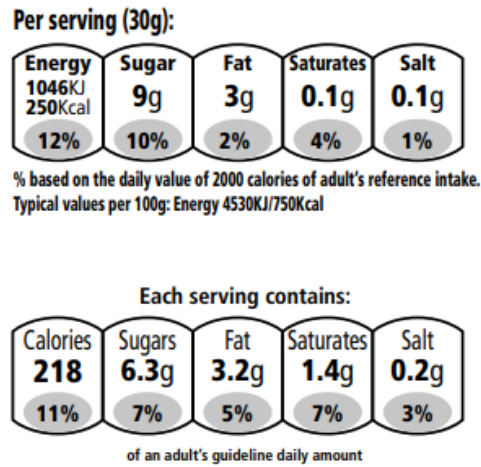 Per serving (30g):
Energy Sugar Fat Saturates Salt
1046KJ
250Kcal 9g 3g 0.1g 0.1g
12% 10% 2% 4% 1%
% based on the daily value of 2000 calories of adult's reference intake.
Typical values per 100g: Energy 4530KJ/750Kcal
Each serving contains:
Calories Sugars Fat Saturates Salt
218 6.3g 3.2g 1.4g 0.2g
11% 7% 5% 7% 3%
of an adult's guideline daily amount